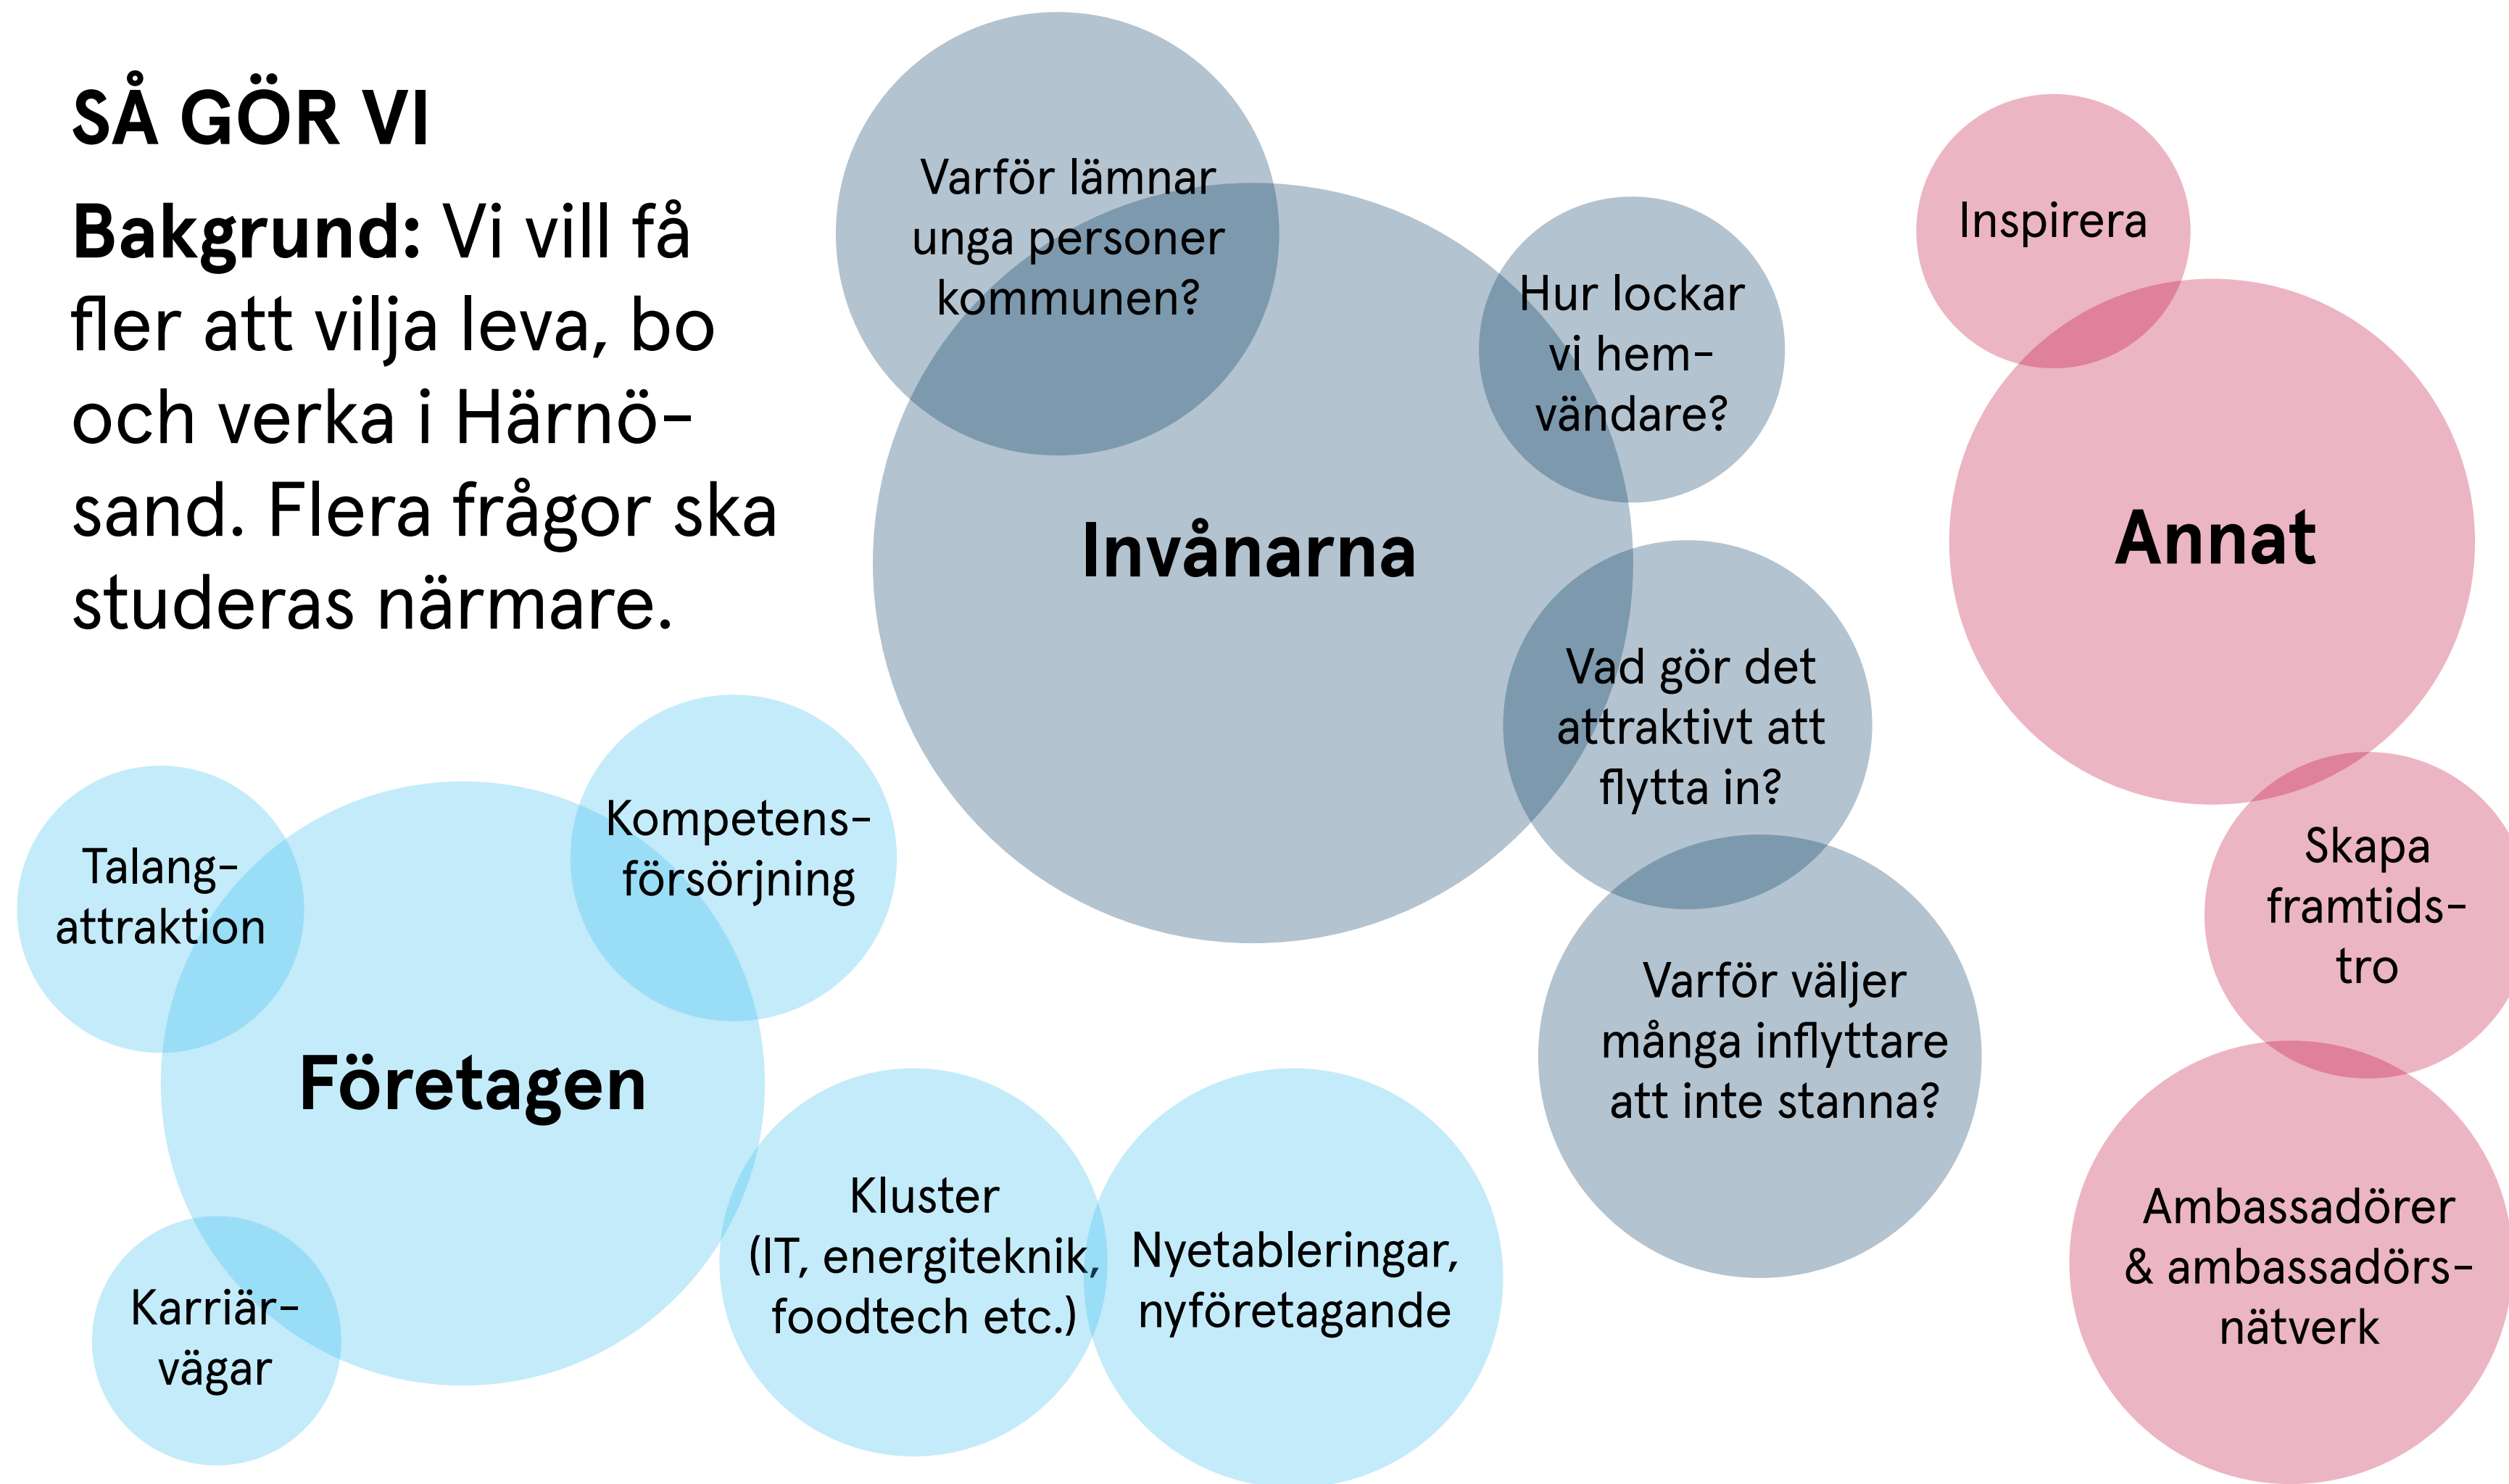 SÅ GÖR VI
Bakgrund: Vi vill få
fler att vilja leva, bo
och verka i Härnö-
sand. Flera frågor ska
studeras närmare.
Varför lämnar
unga personer
kommunen?
Hur lockar
vi hem-
vändare?
Invånarna
Vad gör det
attraktivt att
flytta in?
Varför väljer
många inflyttare
att inte stanna?
Inspirera
Annat
Skapa
framtids-
tro
Ambassadörer
& ambassadörs-
nätverk
Talang-
attraktion
Kompetens-
försörjning
Företagen
Karriär-
vägar
Kluster
(IT, energiteknik,
foodtech etc.)
Nyetableringar,
nyföretagande